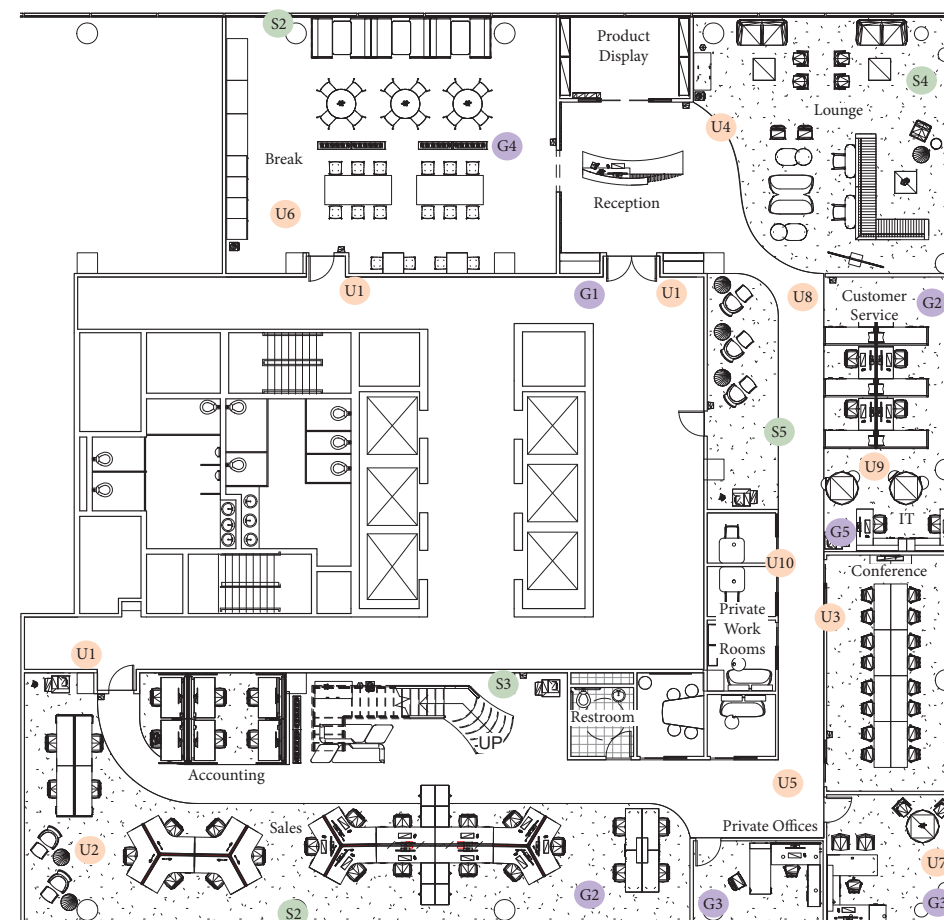 S2
Product
Display
S4
Lounge
U4
G4
Break
Reception
U6
U1
G1
U1
U8
Customer
Service
G2
S5
U9
IT
G5
U10
Conference
Private
Work
Rooms
U3
U1
S3
Restroom
UP
Accounting
U5
Sales
Private Offices
U2
U7
G2
G3
S2